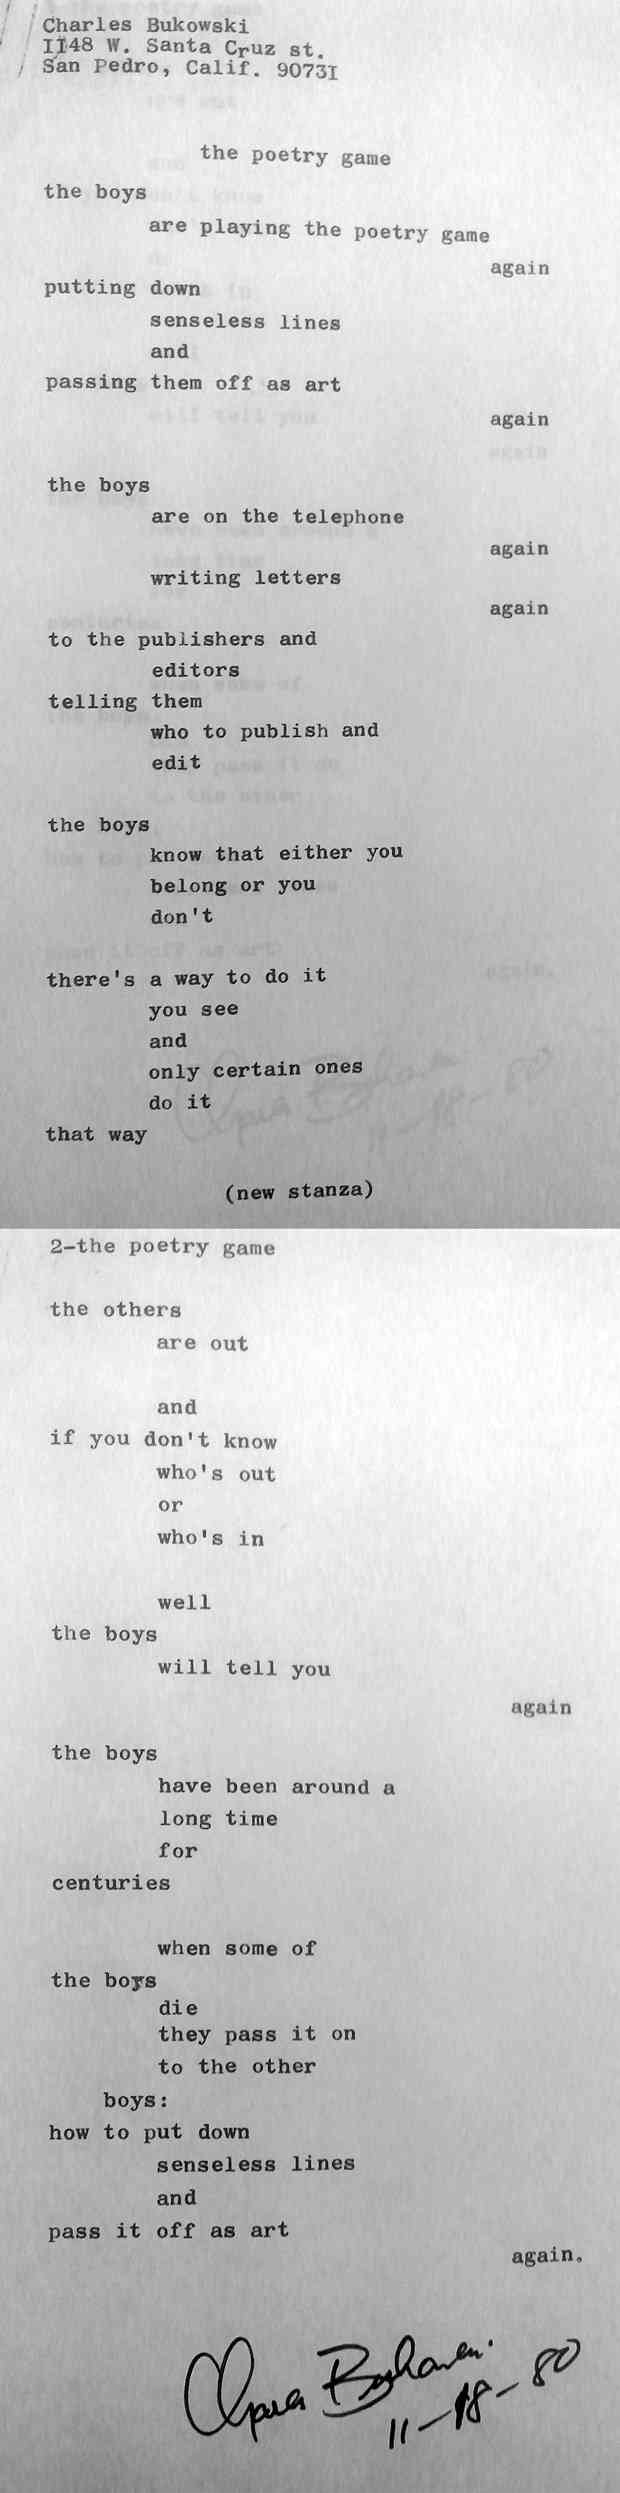 Charles Bukowski
II48 W. Santa Cruz st.
San Pedro, Calif. 9073I
the poetry game
the boys
are playing the poetry game
again
putting down
senseless lines
and
passing them off as art
again
the boys
are on the telephone
again
writing letters
again
to the publishers and
editors
telling them
who to publish and
edit
the boys
know that either you
belong or you
don't
there's a way to do it
you see
and
only certain ones
do it
that way
(new stanza)
2-the poetry game
the others
are out
and
if you don't know
who's out
or
who's in
well
the boys
will tell you
again
the boys
have been around a
long time
for
centuries
when some of
the boys
die
they pass it on
to the other
boys:
how to put down
senseless lines
and
pass it off as art
again.
Charles Bukowski
11-18-80